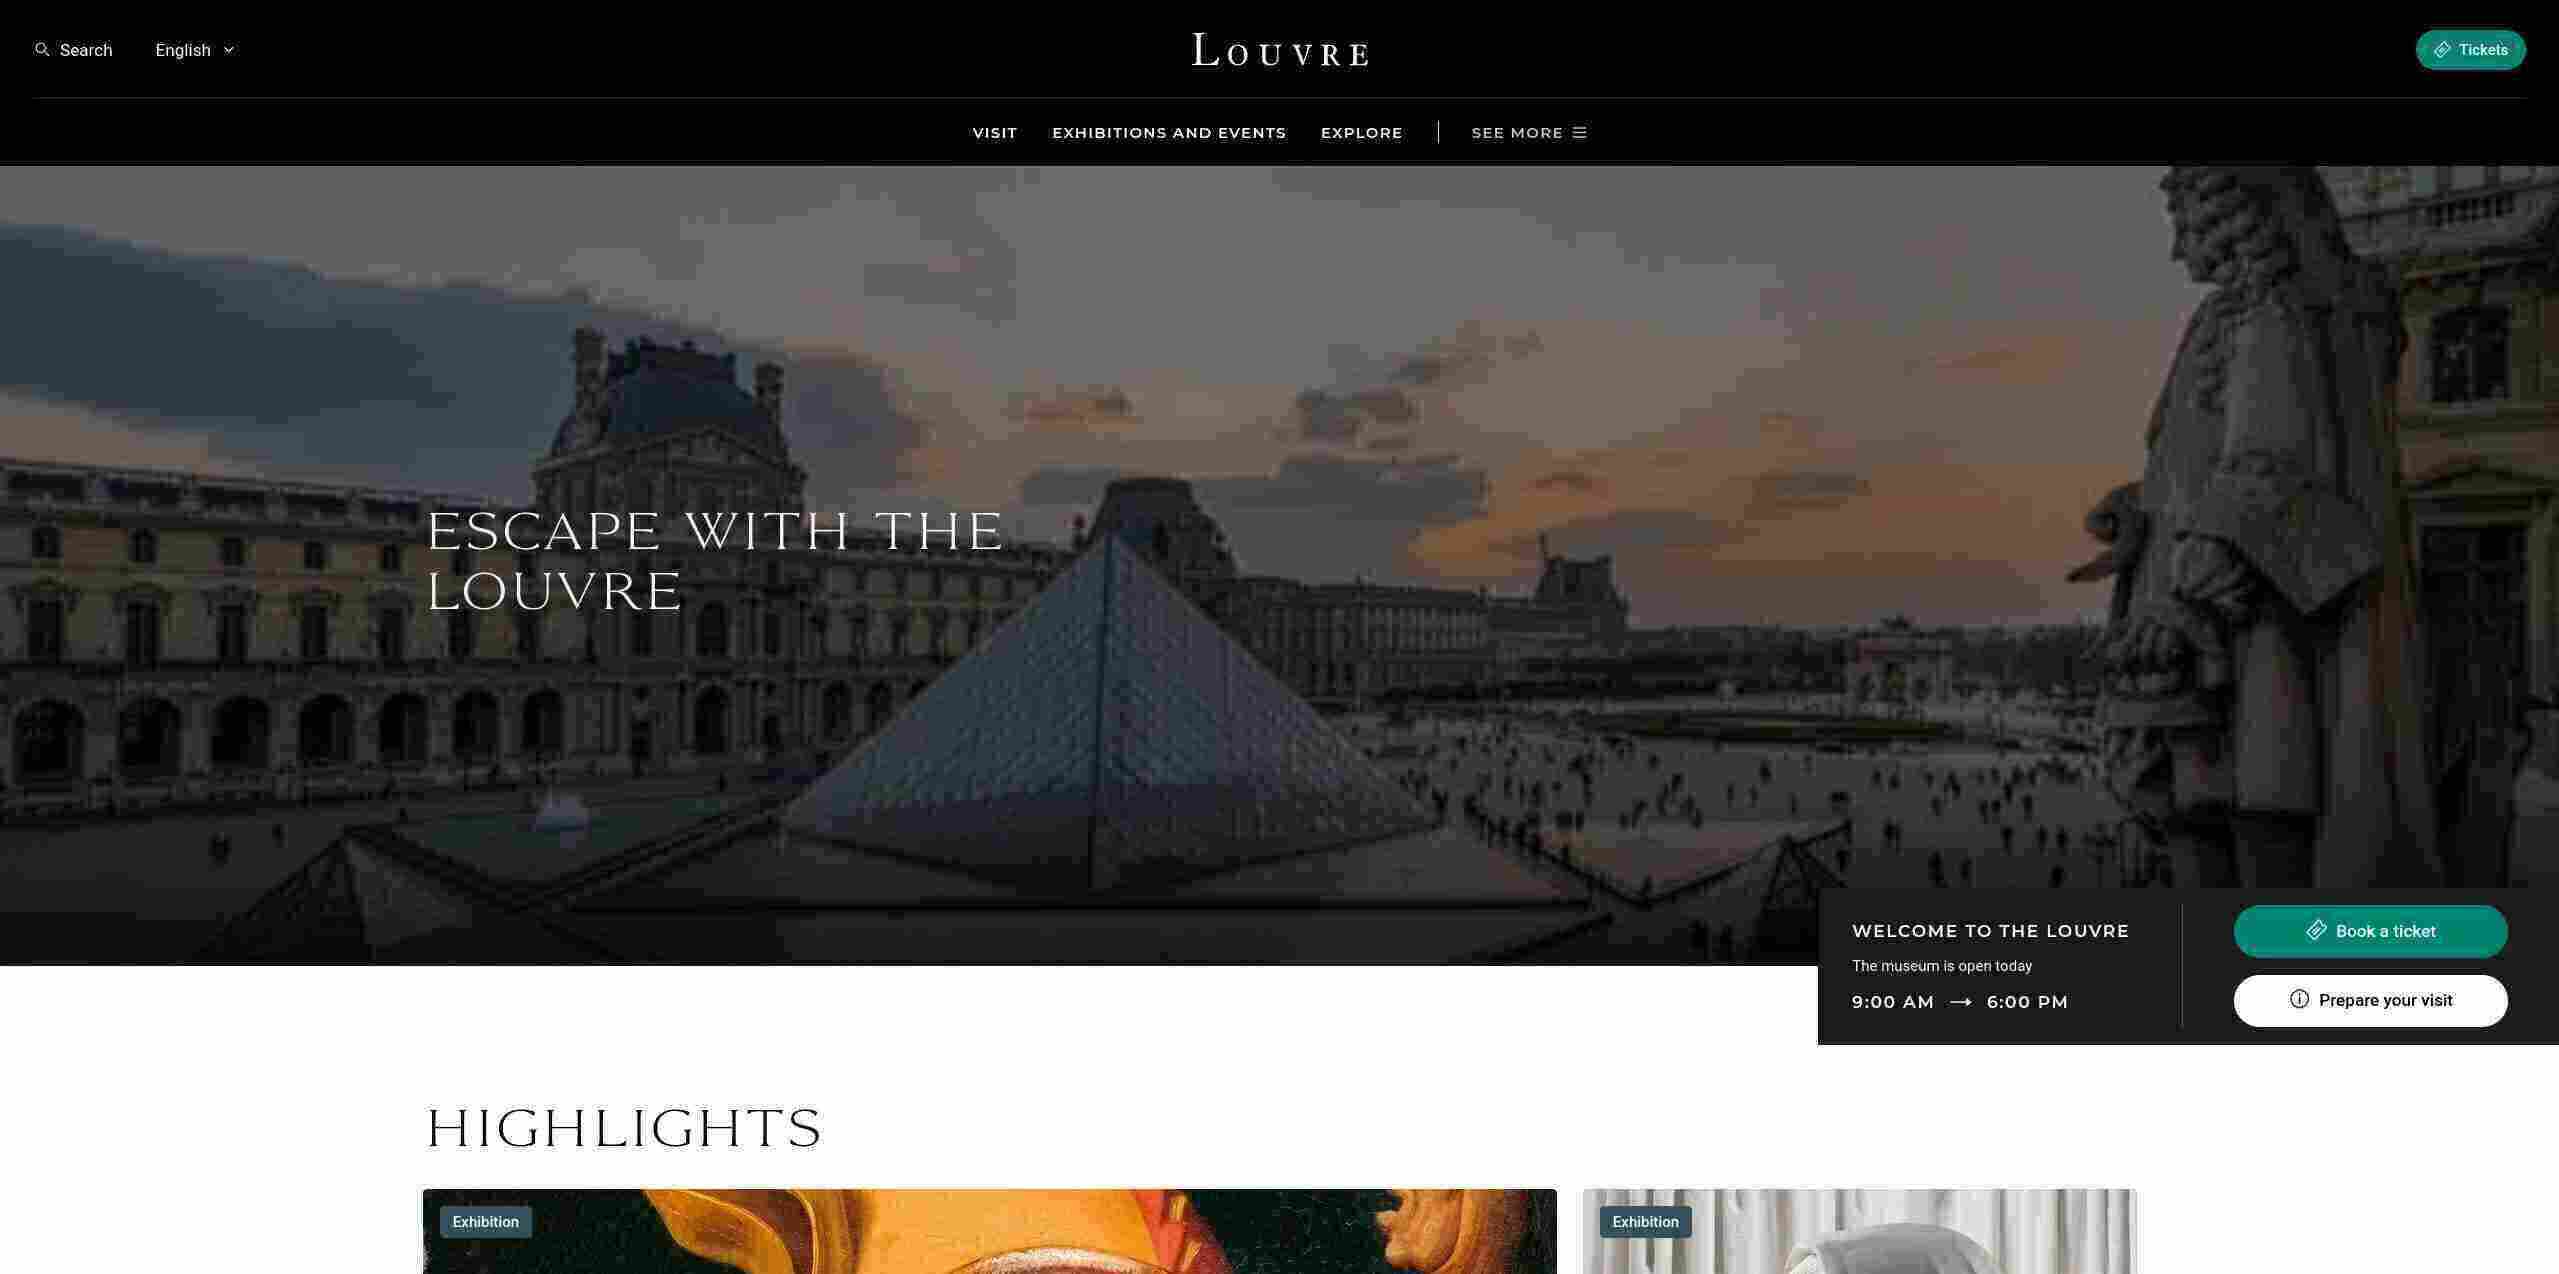 Search
English
LOUVRE
Tickets
VISIT
EXHIBITIONS AND EVENTS
EXPLORE
SEE MORE
ESCAPE WITH THE
LOUVRE
WELCOME TO THE LOUVRE
The museum is open today
9:00 AM → 6:00 PM
Book a ticket
Prepare your visit
HIGHLIGHTS
Exhibition
Exhibition